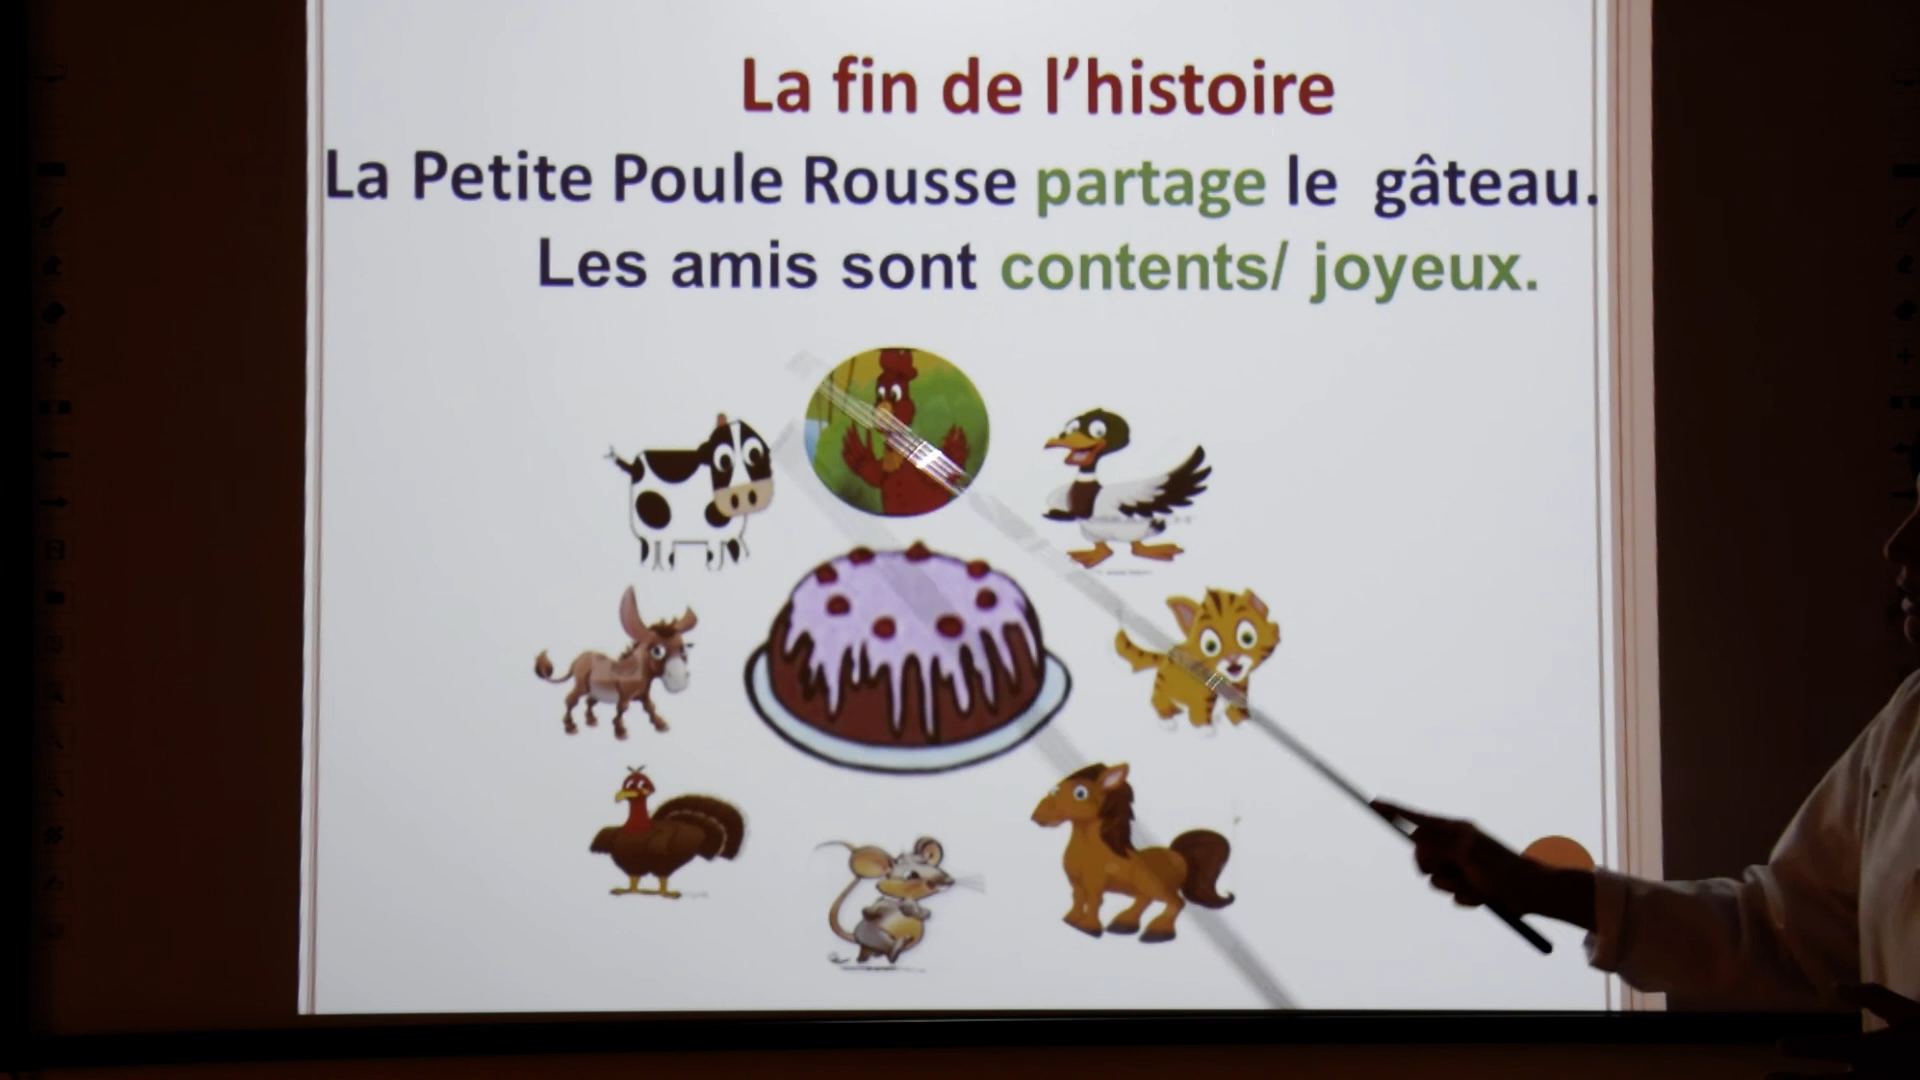 La fin de l’histoire
La Petite Poule Rousse partage le gâteau.
Les amis sont contents/ joyeux.